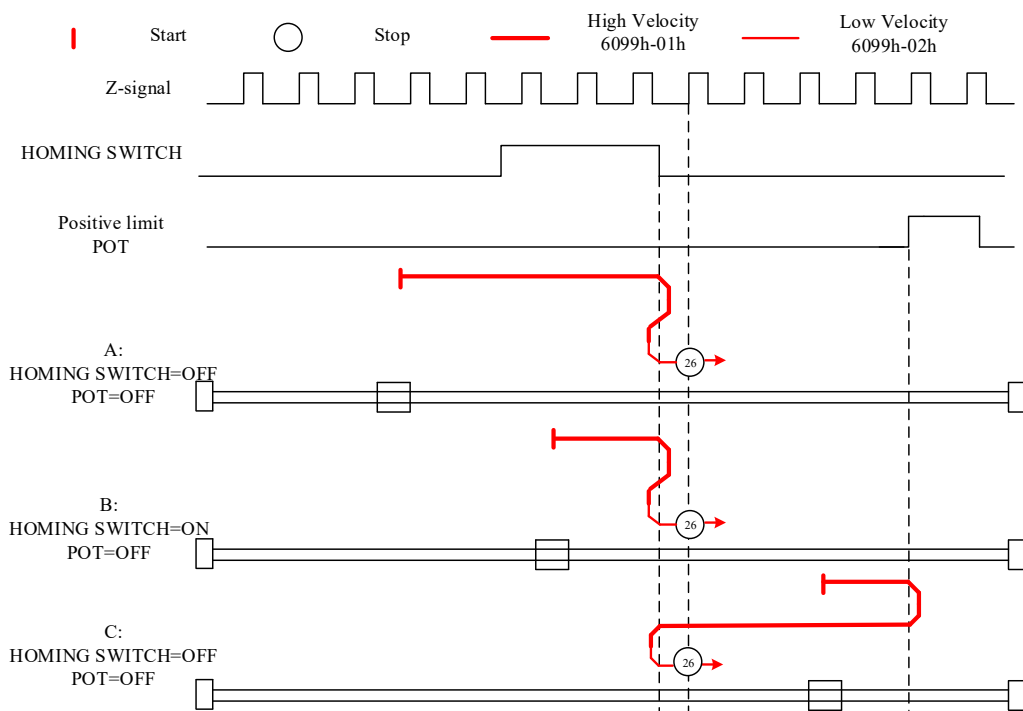 Start
Stop
High Velocity
6099h-01h
Low Velocity
6099h-02h
Z-signal
HOMING SWITCH
Positive limit
POT
26
A:
HOMING SWITCH=OFF
POT=OFF
26
B:
HOMING SWITCH=ON
POT=OFF
26
C:
HOMING SWITCH=OFF
POT=OFF